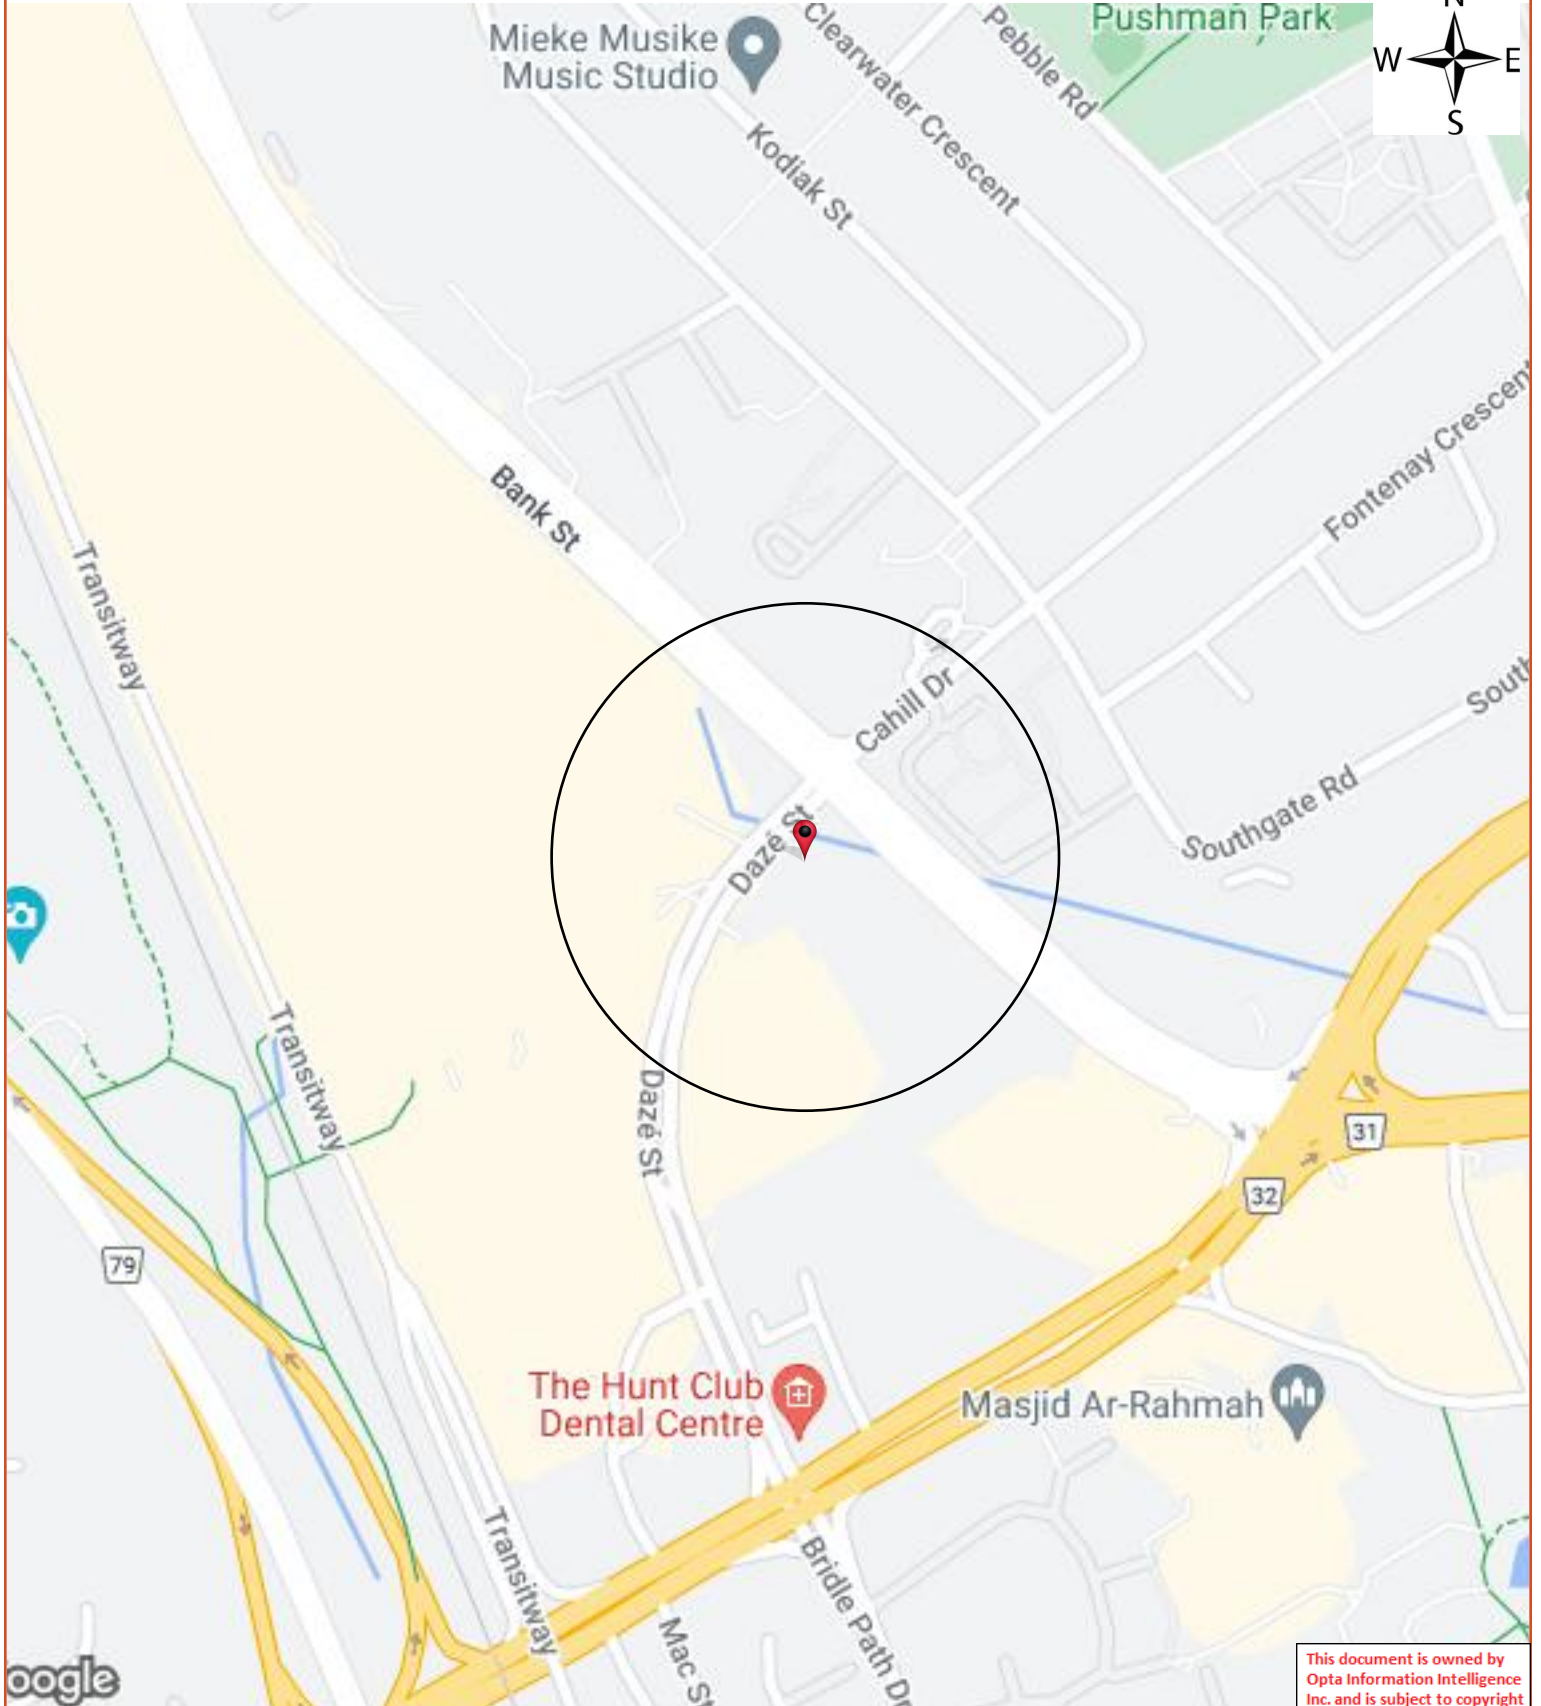 N
W
E
S
Pushman Park
Mieke Musike
Music Studio
Clearwater Crescent
Pebble Rd
Kodiak St
Fontenay Crescent
Bank St
Transitway
Cahill Dr
South
Southgate Rd
Dazé St
Transitway
Dazé St
31
32
79
The Hunt Club
Dental Centre
Masjid Ar-Rahmah
Transitway
Bridle Path Dr
Mac St
oogle
This document is owned by
Opta Information Intelligence
Inc. and is subject to copyright